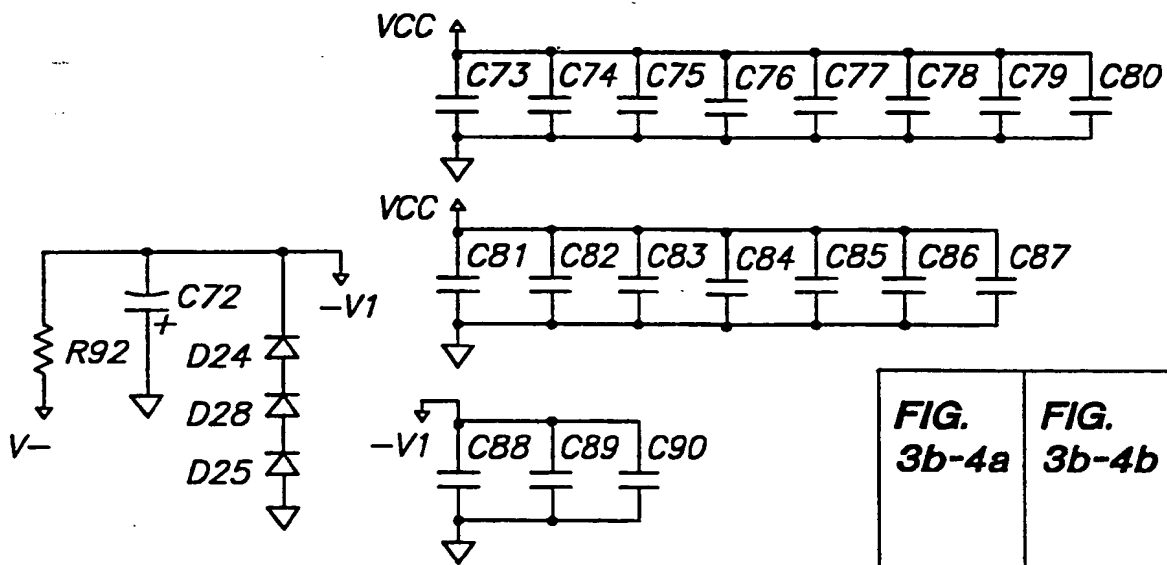 VCC
C73 C74 C75 C76 C77 C78 C79 C80
VCC
C81 C82 C83 C84 C85 C86 C87
C72
+
-V1
R92
D24
D28
D25
V-
-V1
C88 C89 C90
FIG.
3b-4a
FIG.
3b-4b